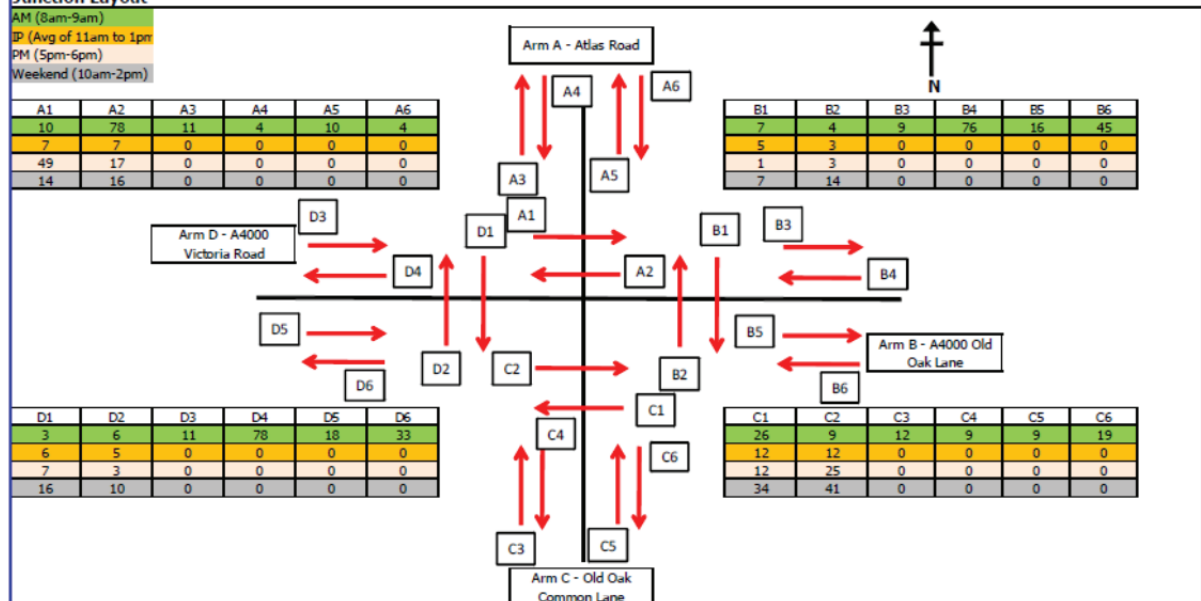 Junction Layout
AM (8am-9am)
IP (Avg of 11am to 1pm
PM (5pm-6pm)
Weekend (10am-2pm)
Arm A - Atlas Road
N
A4
A6
A1 A2 A3 A4 A5 A6
10 78 11 4 10 4
7 7 0 0 0 0
49 17 0 0 0 0
14 16 0 0 0 0
B1 B2 B3 B4 B5 B6
7 4 9 76 16 45
5 3 0 0 0 0
1 3 0 0 0 0
7 14 0 0 0 0
A3
A5
D3
A1
D1
B1
B3
Arm D - A4000
Victoria Road
D4
A2
B4
D5
B5
Arm B - A4000 Old
Oak Lane
D6
D2
C2
B2
B6
D1 D2 D3 D4 D5 D6
3 6 11 78 18 33
6 5 0 0 0 0
7 3 0 0 0 0
16 10 0 0 0 0
C1
C4
C6
C1 C2 C3 C4 C5 C6
26 9 12 9 9 19
12 12 0 0 0 0
12 25 0 0 0 0
34 41 0 0 0 0
C3
C5
Arm C - Old Oak
Common Lane